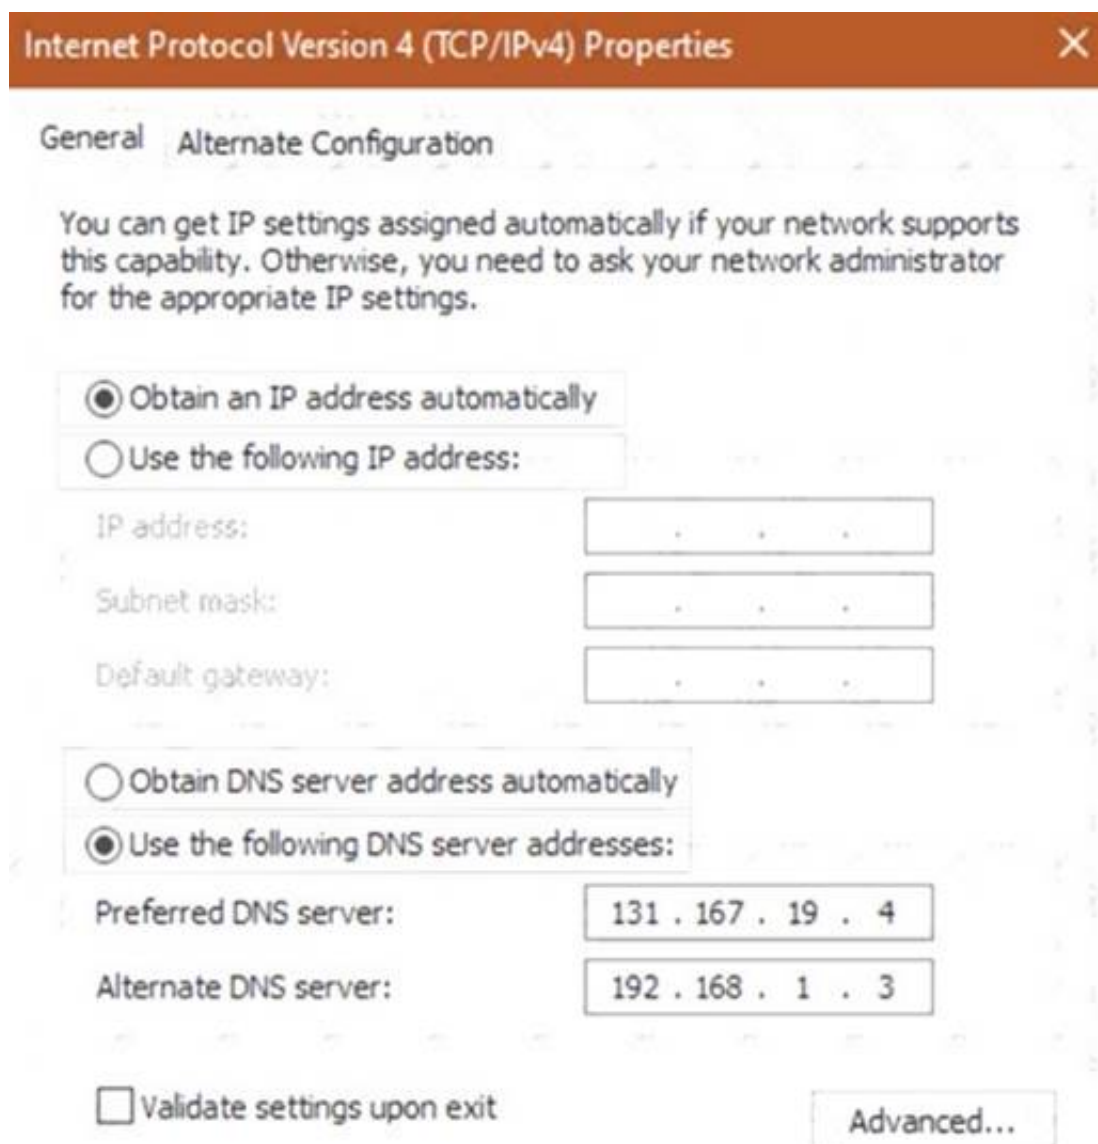 Internet Protocol Version 4 (TCP/IPv4) Properties
General Alternate Configuration
You can get IP settings assigned automatically if your network supports
this capability. Otherwise, you need to ask your network administrator
for the appropriate IP settings.
Obtain an IP address automatically
Use the following IP address:
IP address:
Subnet mask:
Default gateway:
Obtain DNS server address automatically
Use the following DNS server addresses:
Preferred DNS server: 131 . 167 . 19 . 4
Alternate DNS server: 192 . 168 . 1 . 3
Validate settings upon exit
Advanced...